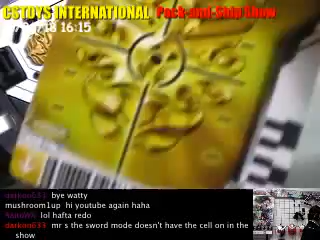 CSTOYS INTERNATIONAL Pack-and-Ship Show
16:15
bye watty
mushroom1up hi youtube again haha
lol hafta redo
mr s the sword mode doesn't have the cell on in the
show